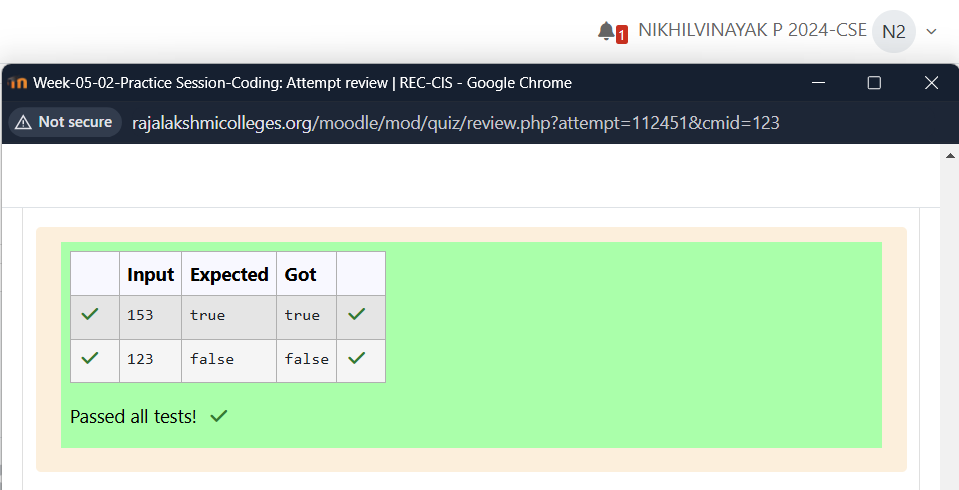 1 NIKHILVINAYAK P 2024-CSE N2
Week-05-02-Practice Session-Coding: Attempt review | REC-CIS - Google Chrome
Not secure rajalakshmicolleges.org/moodle/mod/quiz/review.php?attempt=112451&cmid=123
Input Expected Got
153 true true
123 false false
Passed all tests!